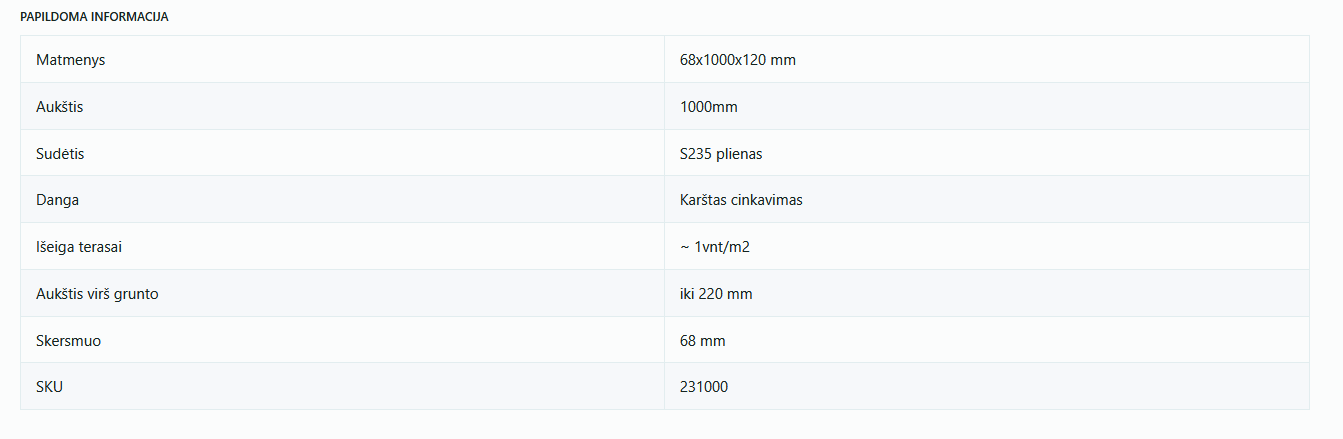 PAPILDOMA INFORMACIJA
Matmenys 68x1000x120 mm
Aukštis 1000mm
Sudėtis S235 plienas
Danga Karštas cinkavimas
Išeiga terasai ~ 1vnt/m2
Aukštis virš grunto iki 220 mm
Skersmuo 68 mm
SKU 231000